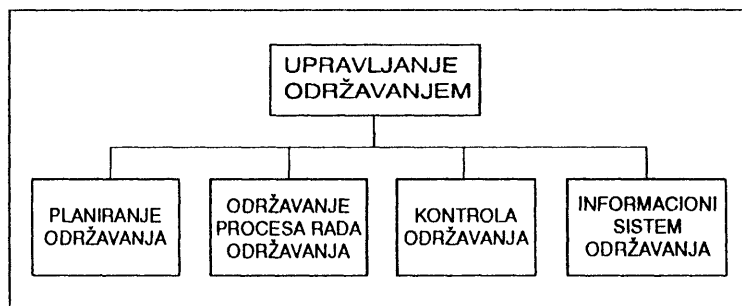 UPRAVLJANJE
ODRŽAVANJEM
PLANIRANJE
ODRŽAVANJA
ODRŽAVANJE
PROCESA RADA
ODRŽAVANJA
KONTROLA
ODRŽAVANJA
INFORMACIONI
SISTEM
ODRŽAVANJA